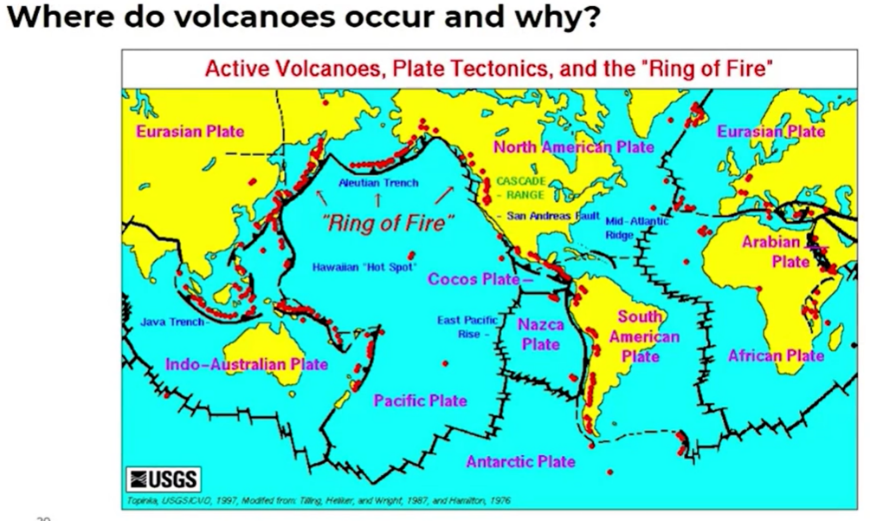 Where do volcanoes occur and why?
Active Volcanoes, Plate Tectonics, and the "Ring of Fire"
Eurasian Plate
North American Plate
Eurasian Plate
Aleutian Trench
CASCADE
RANGE
"Ring of Fire"
San Andreas Fault
Mid-Atlantic
Ridge
Arabian
Plate
Hawaiian "Hot Spot"
Cocos Plate
Java Trench
East Pacific
Rise
Nazca
Plate
South
American
Plate
African Plate
Indo-Australian Plate
Pacific Plate
Antarctic Plate
USGS
Topinka, USGS/CVO, 1997, Modified from: Tilling, Heliker, and Wright, 1987, and Hamilton, 1976